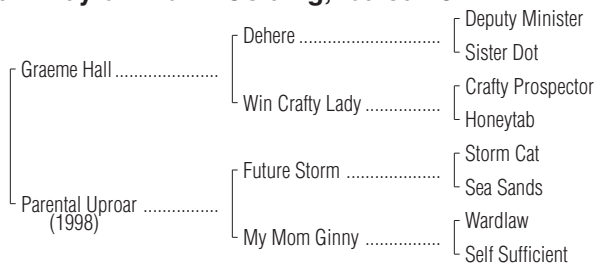 Deputy Minister
Dehere
Sister Dot
Graeme Hall
Crafty Prospector
Win Crafty Lady
Honeytab
Storm Cat
Future Storm
Sea Sands
Parental Uproar
(1998)
Wardlaw
My Mom Ginny
Self Sufficient